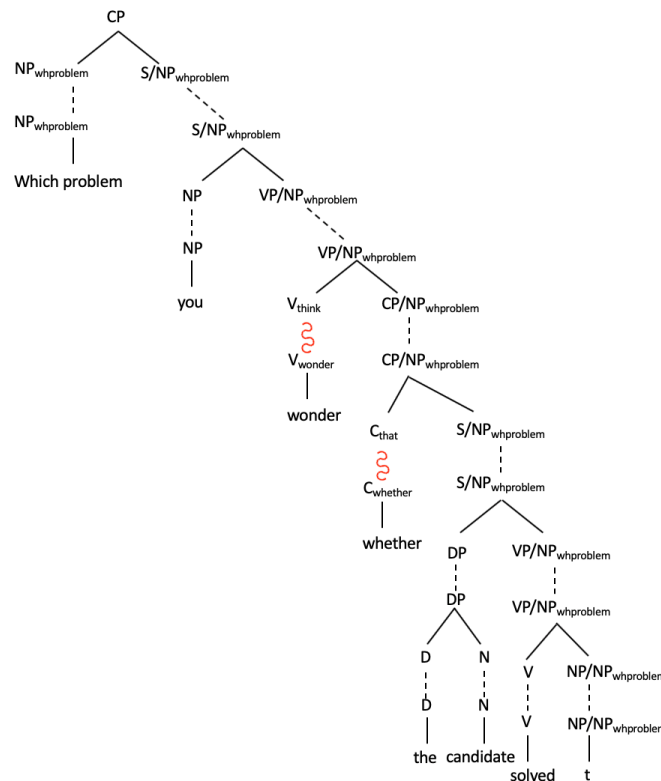 CP
NPwhproblem S/NPwhproblem
NPwhproblem S/NPwhproblem
Which problem
NP VP/NPwhproblem
NP VP/NPwhproblem
you
Vthink CP/NPwhproblem
Vwonder CP/NPwhproblem
wonder
Cthat S/NPwhproblem
Cwhether S/NPwhproblem
whether
DP VP/NPwhproblem
DP VP/NPwhproblem
D N V NP/NPwhproblem
D N V NP/NPwhproblem
the candidate
solved t